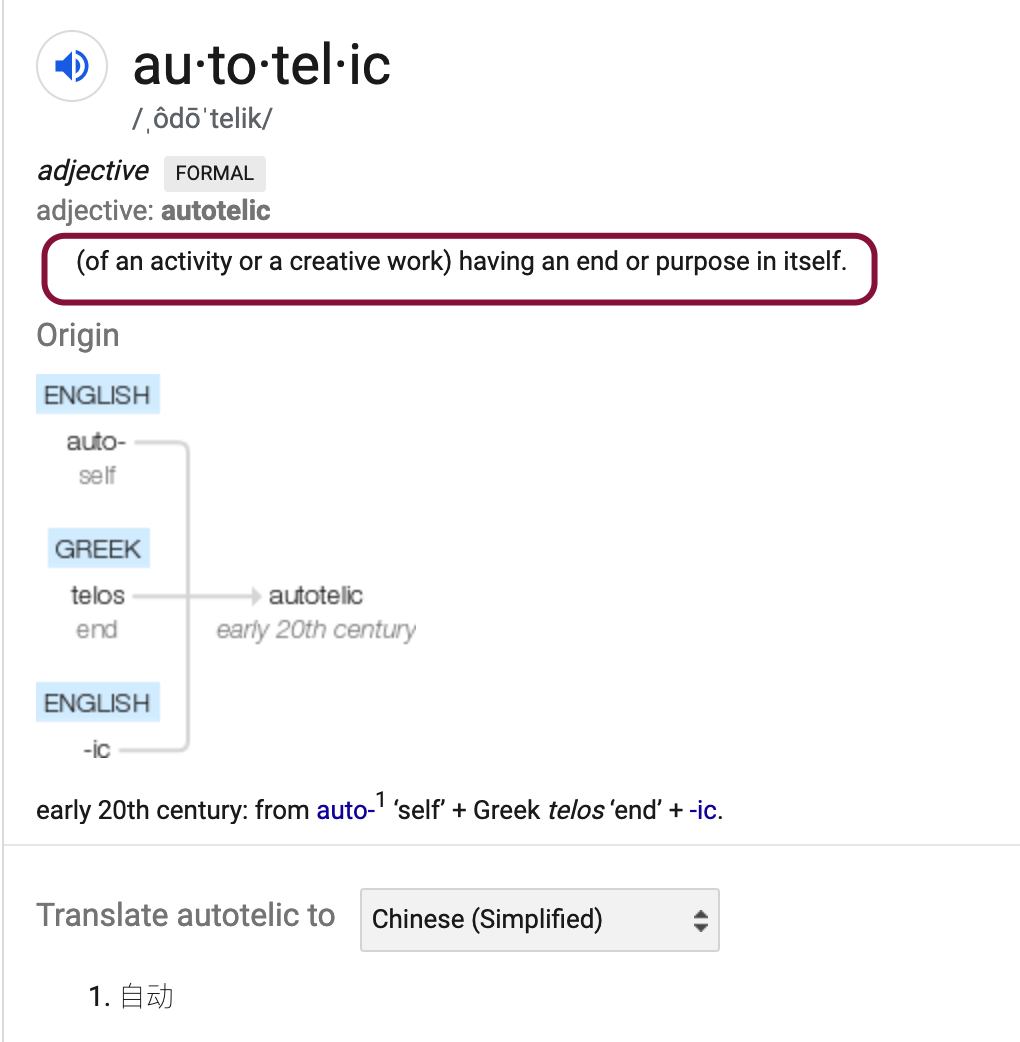 au·to·tel·ic
/ˌôdōˈtelik/
adjective FORMAL
adjective: autotelic
(of an activity or a creative work) having an end or purpose in itself.
Origin
ENGLISH
auto-
self
GREEK
telos
end
autotelic
early 20th century
ENGLISH
-ic
early 20th century: from auto-¹ ‘self’ + Greek telos ‘end’ + -ic.
Translate autotelic to Chinese (Simplified)
1. 自动